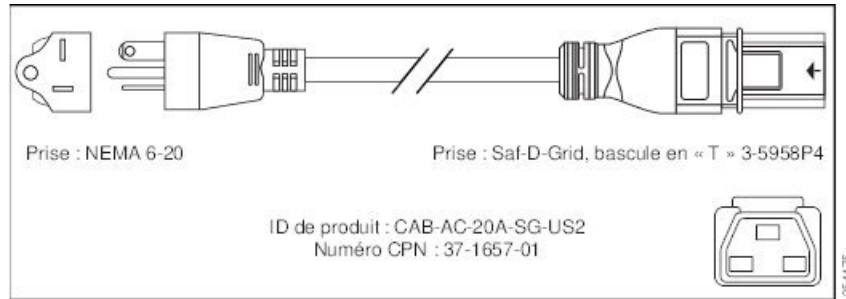 Prise : NEMA 6-20
Prise : Saf-D-Grid, bascule en « T » 3-5958P4
ID de produit : CAB-AC-20A-SG-US2
Numéro CPN : 37-1657-01